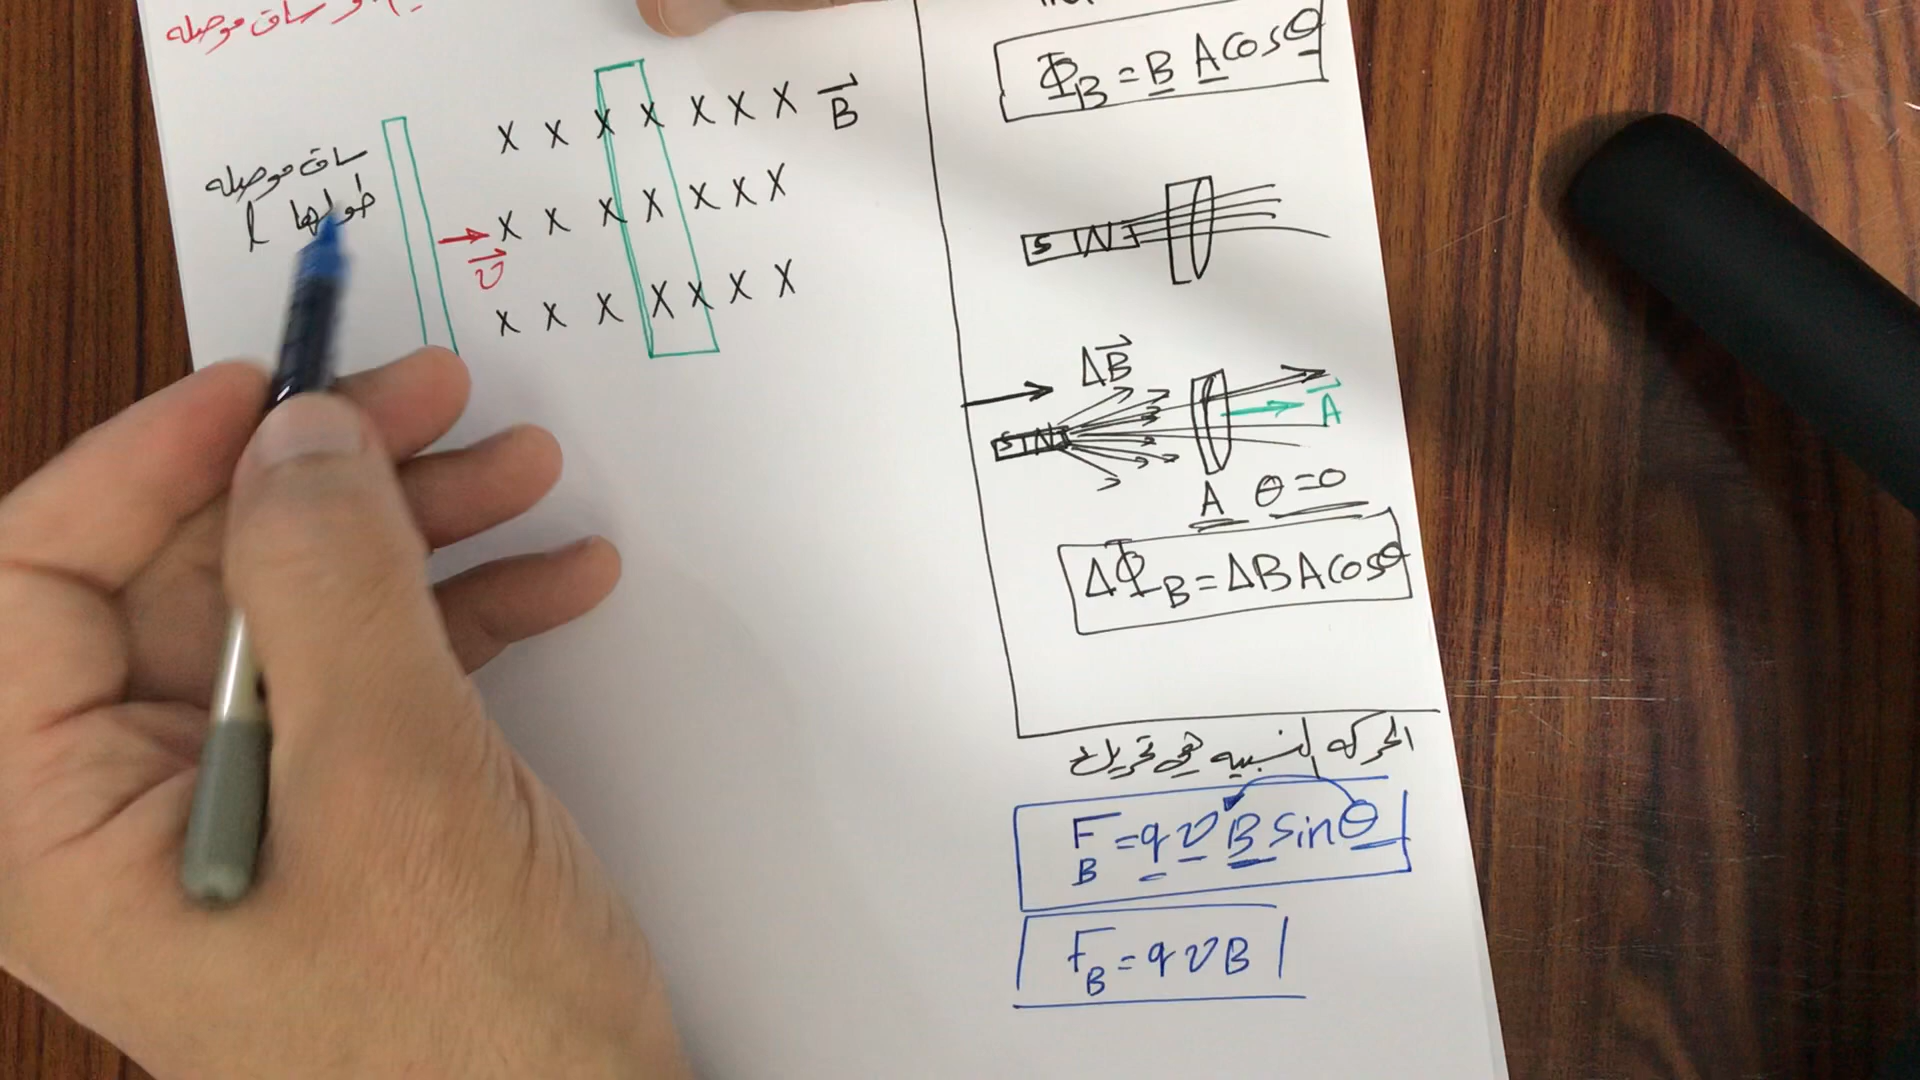 ساق موصله
X X X X X X X B
ساق موصله
طولها l
X X X X X X X
v
X X X X X X X
Φ_B = B A cosθ
S N
ΔB
S N
A
A θ=0
ΔΦ_B = ΔB A cosθ
الحركه النسبيه هي تحريك
F_B = q v B sinθ
F_B = q v B